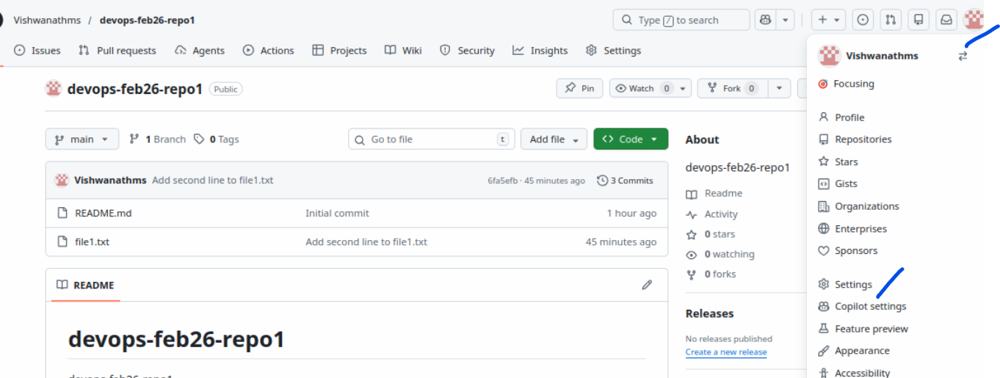 Vishwanathms / devops-feb26-repo1
Type / to search
Issues Pull requests Agents Actions Projects Wiki Security Insights Settings
devops-feb26-repo1 Public
Pin Watch 0 Fork 0
main 1 Branch 0 Tags
Go to file t
Add file Code
Vishwanathms Add second line to file1.txt 6fa5efb · 45 minutes ago 3 Commits
README.md Initial commit 1 hour ago
file1.txt Add second line to file1.txt 45 minutes ago
README
devops-feb26-repo1
devops-feb26-repo1
About
devops-feb26-repo1
Readme
Activity
0 stars
0 watching
0 forks
Releases
No releases published
Create a new release
Vishwanathms
Focusing
Profile
Repositories
Stars
Gists
Organizations
Enterprises
Sponsors
Settings
Copilot settings
Feature preview
Appearance
Accessibility